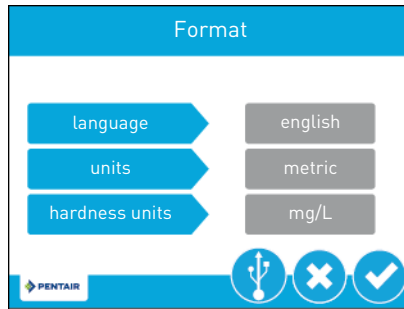 Format
language
english
units
metric
hardness units
mg/L
PENTAIR